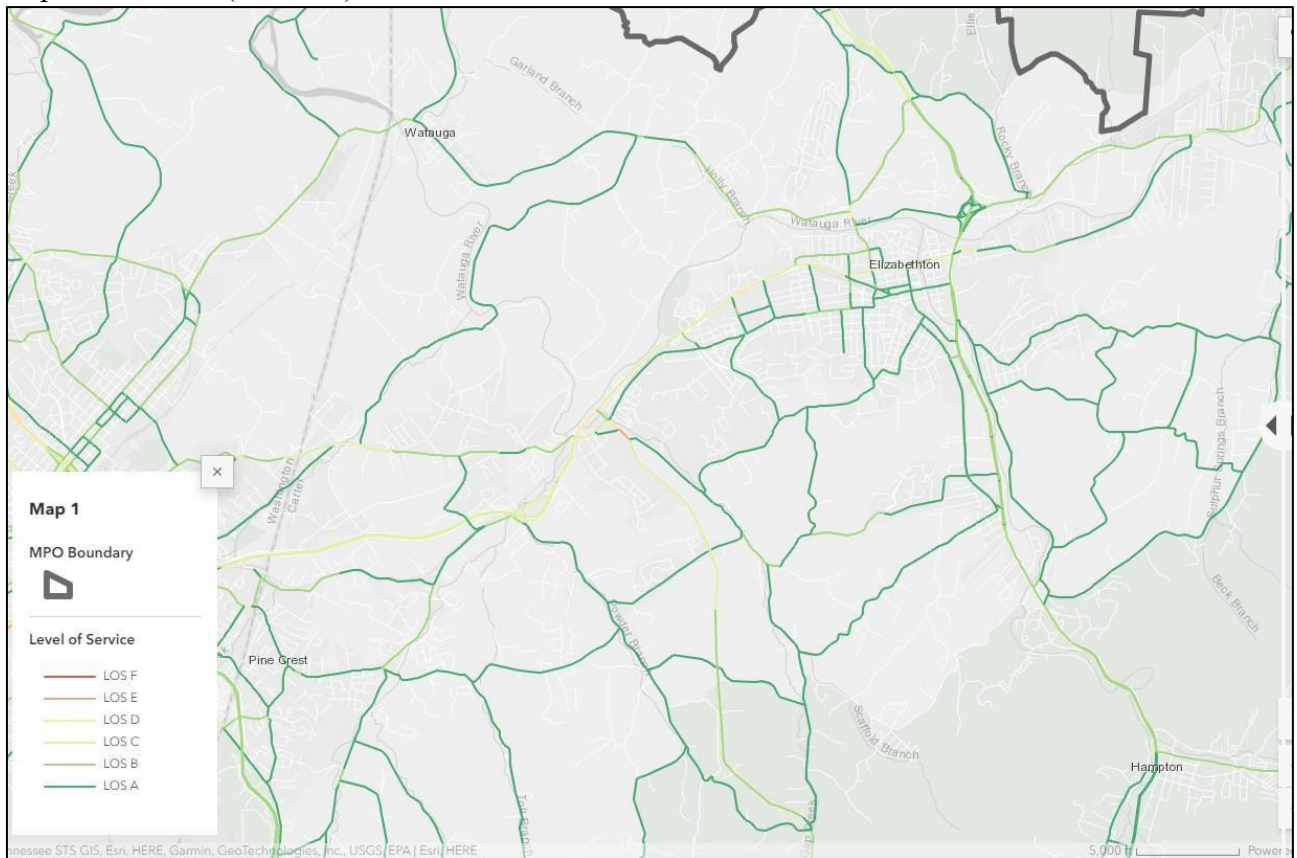 Garland Branch
Ellis
Watauga
Rocky Branch
Holly Branch
Watauga River
Watauga River
Elizabethton
Sulphur Springs Branch
Washington
Carter
Map 1
MPO Boundary
Level of Service
LOS F
LOS E
LOS D
LOS C
LOS B
LOS A
Pine Crest
Powder Branch
Beck Branch
Scaffold Branch
Hampton
nnessee STS GIS, Esri, HERE, Garmin, GeoTechnologies, Inc., USGS, EPA | Esri, HERE
5,000 ft
Power